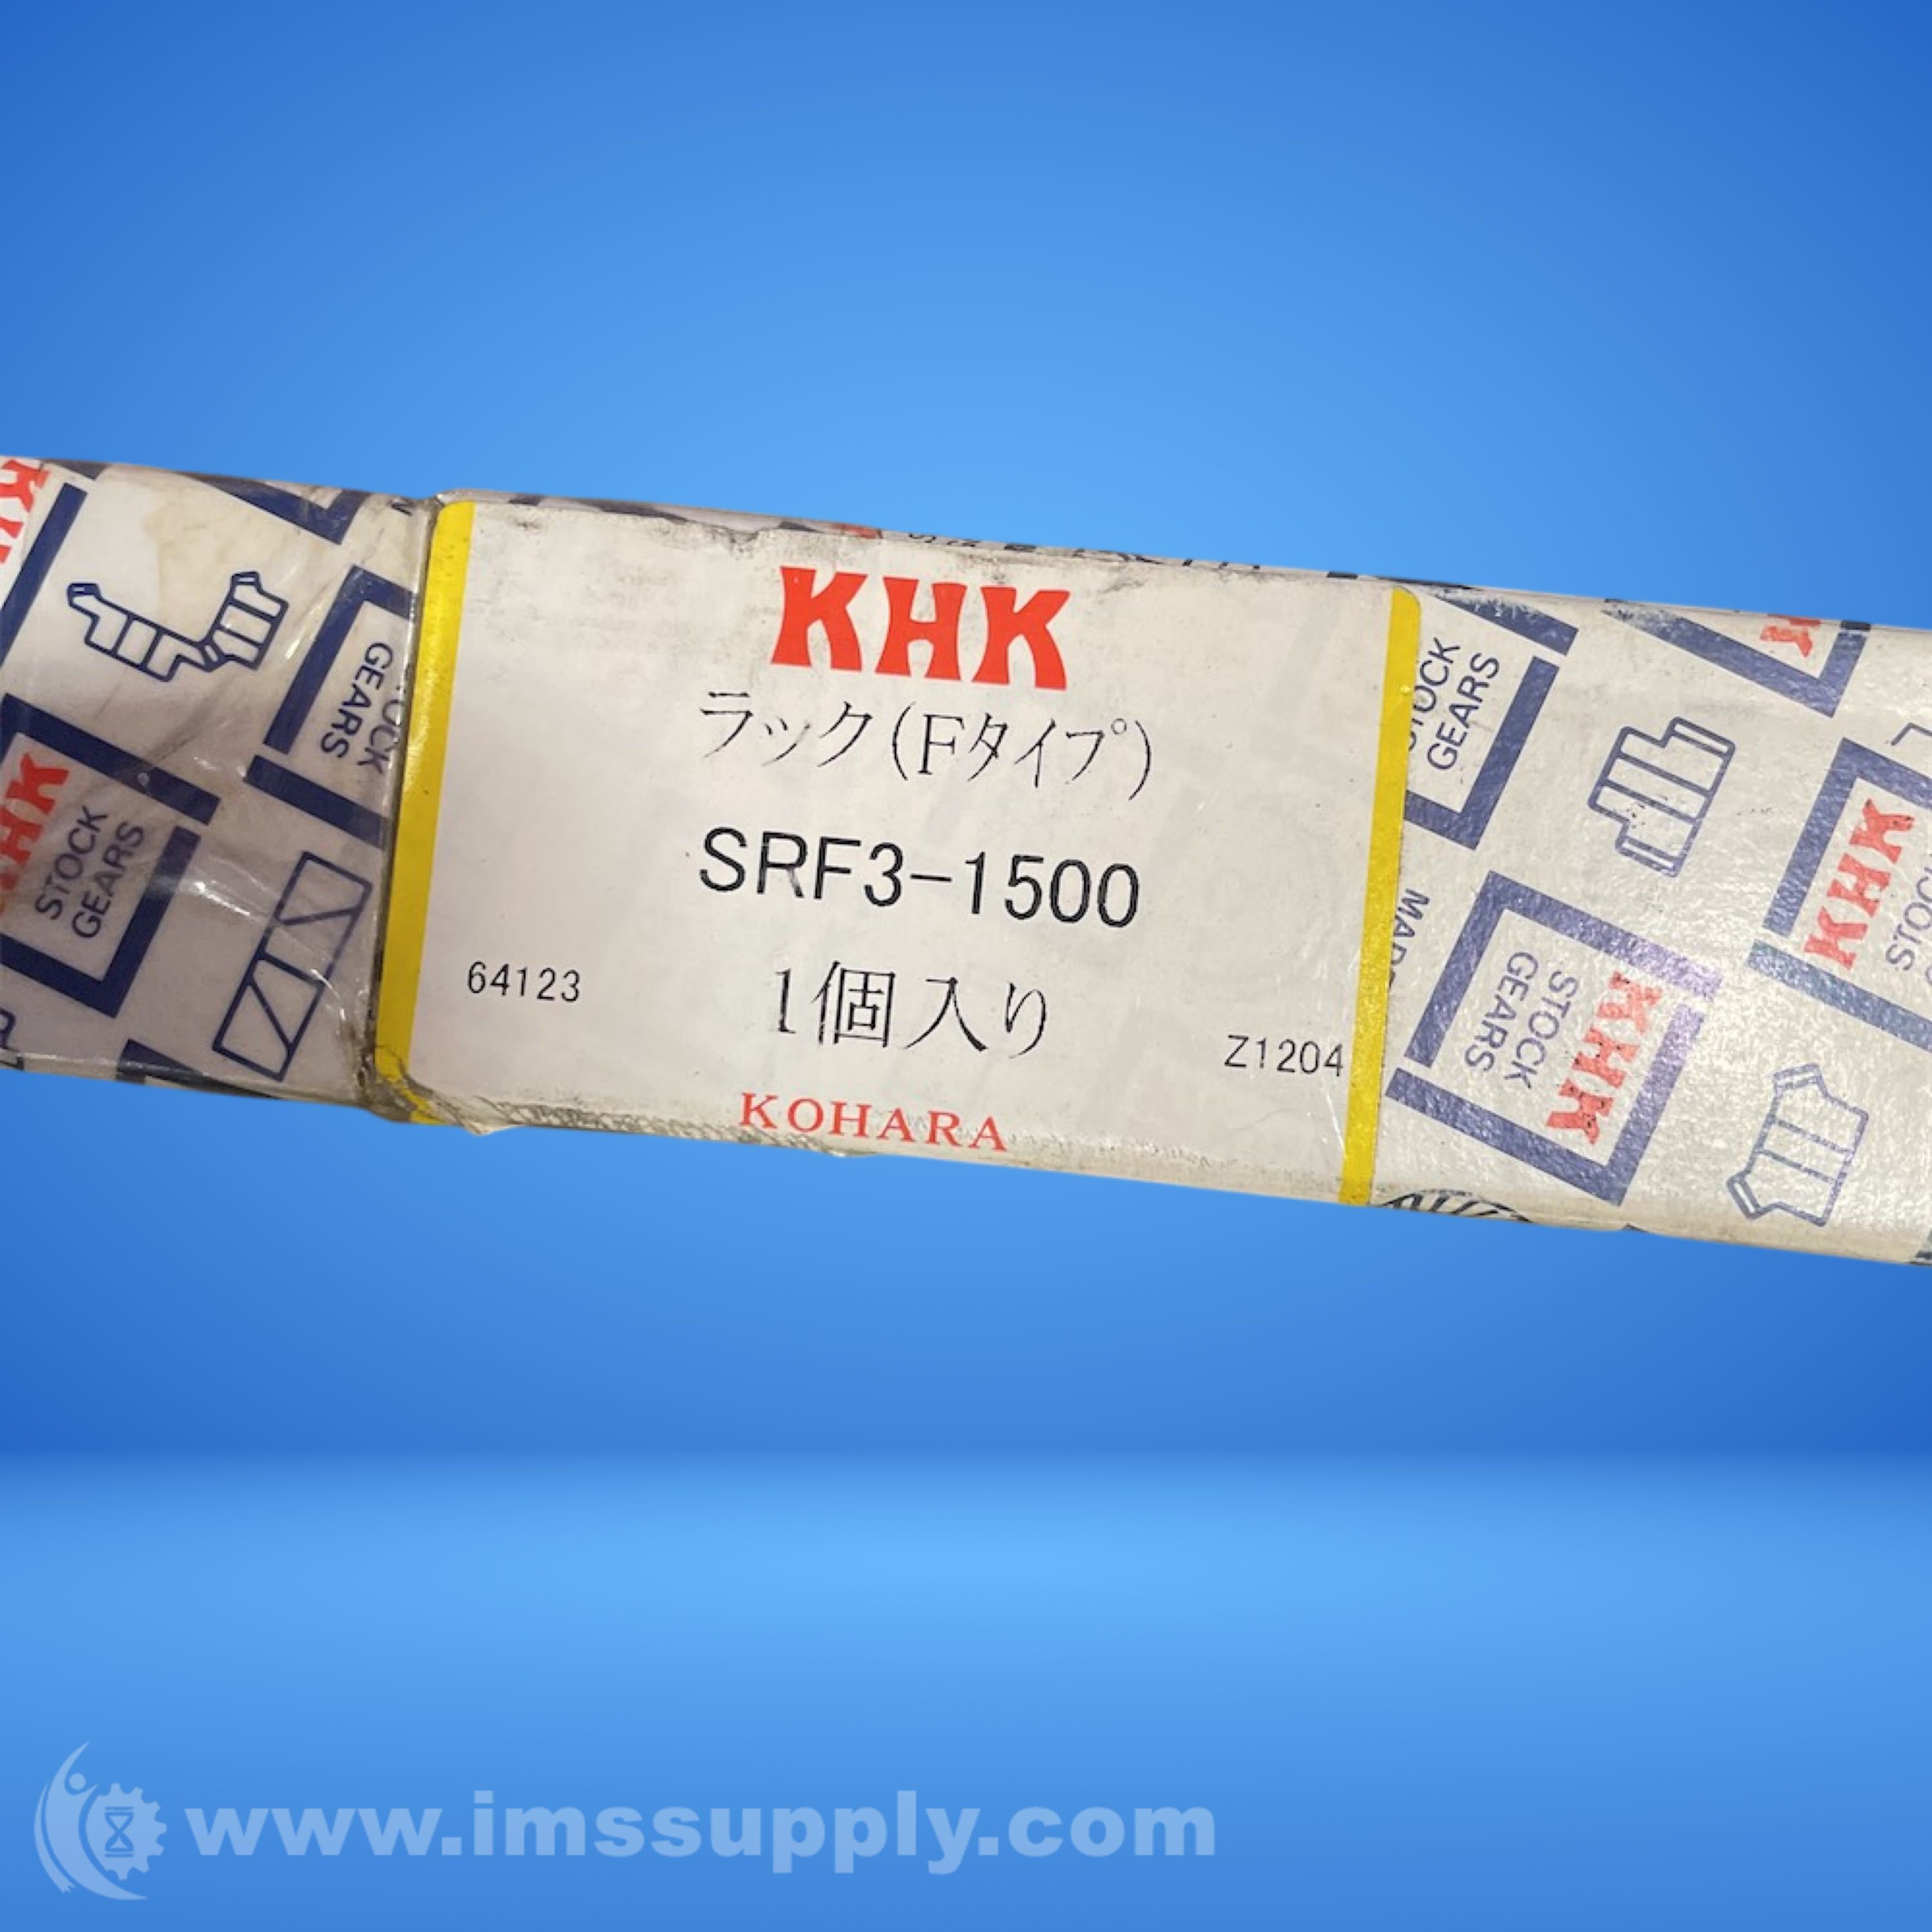 KHK
ラック(Fタイプ)
SRF3-1500
64123
1個入り
Z1204
KOHARA
STOCK
GEARS
KHK
STOCK
GEARS
STOCK
GEARS
KHK
STOCK
GEARS
KHK
www.imssupply.com